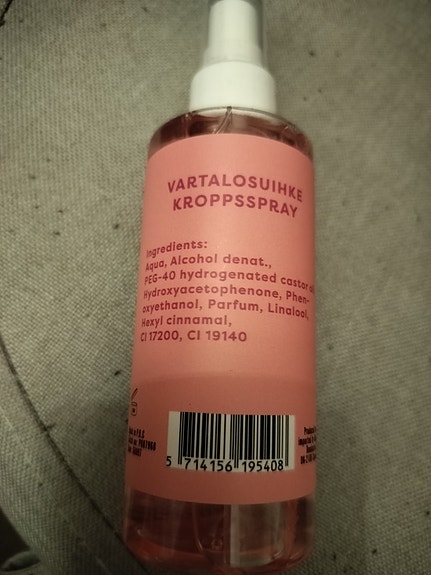 VARTALOSUIHKE
KROPPSSPRAY
Ingredients:
Aqua, Alcohol denat.,
PEG-40 hydrogenated castor
Hydroxyacetophenone, Phen-
oxyethanol, Parfum, Linalool,
Hexyl cinnamal,
CI 17200, CI 19140
5 714156 195408